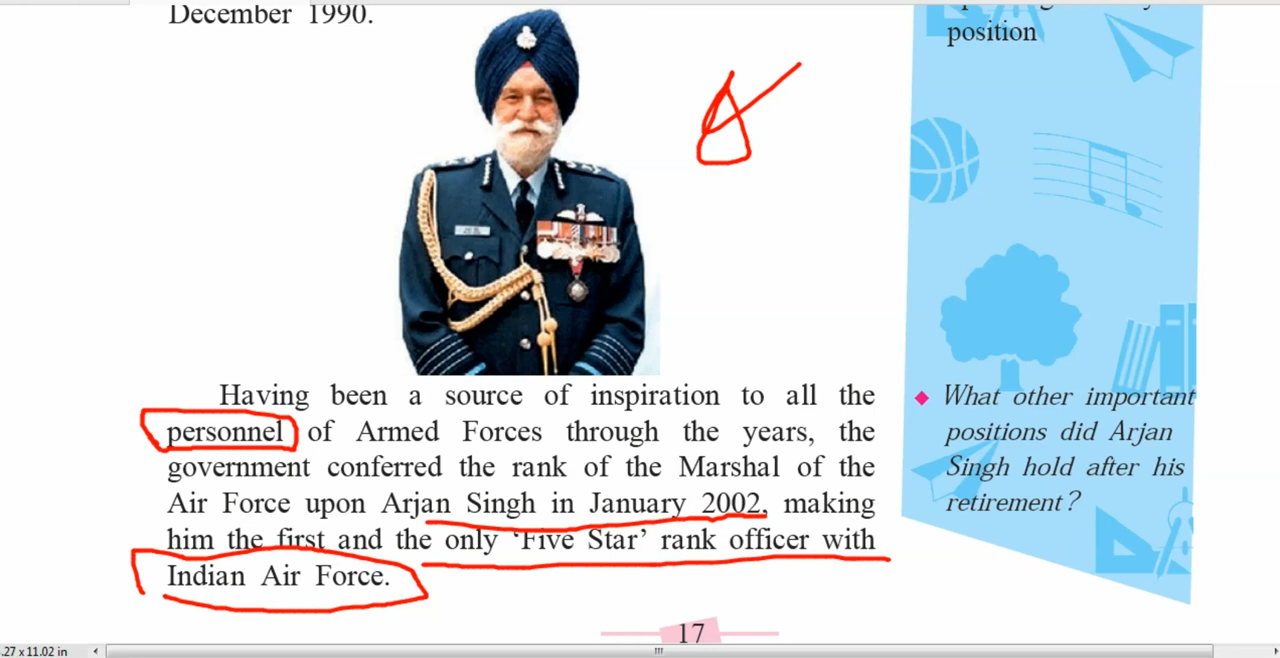 December 1990.
position
Having been a source of inspiration to all the
personnel of Armed Forces through the years, the
government conferred the rank of the Marshal of the
Air Force upon Arjan Singh in January 2002, making
him the first and the only ‘Five Star’ rank officer with
Indian Air Force.
What other important
positions did Arjan
Singh hold after his
retirement?
17
.27 x 11.02 in